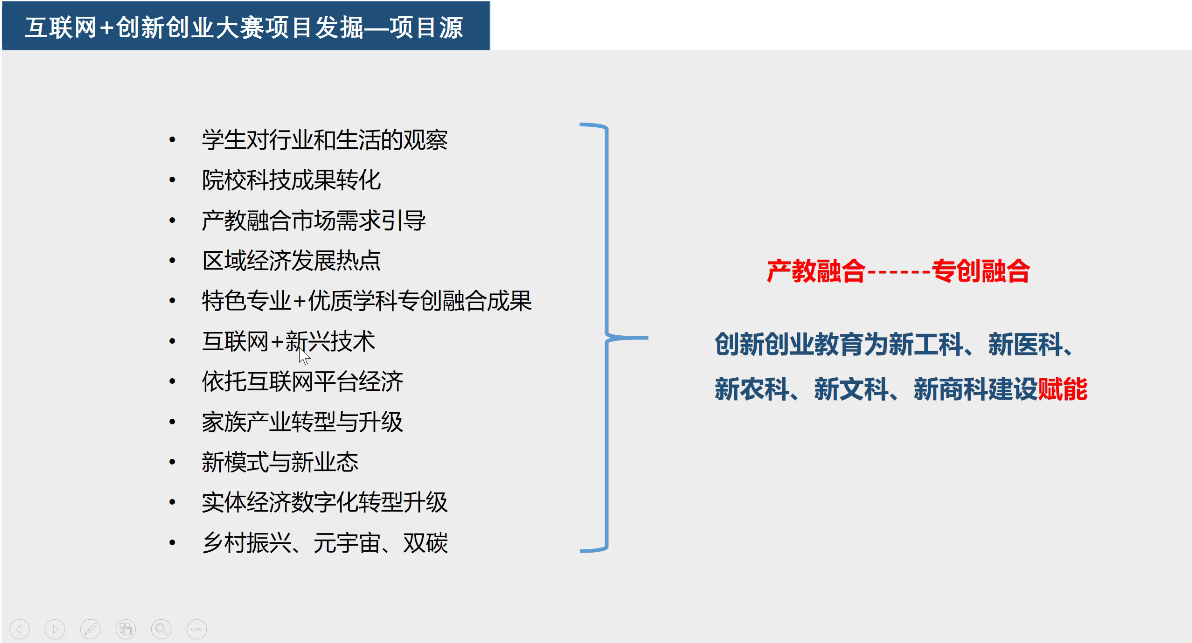 互联网+创新创业大赛项目发掘—项目源
• 学生对行业和生活的观察
• 院校科技成果转化
• 产教融合市场需求引导
• 区域经济发展热点
• 特色专业+优质学科专创融合成果
• 互联网+新兴技术
• 依托互联网平台经济
• 家族产业转型与升级
• 新模式与新业态
• 实体经济数字化转型升级
• 乡村振兴、元宇宙、双碳
产教融合------专创融合
创新创业教育为新工科、新医科、
新农科、新文科、新商科建设赋能